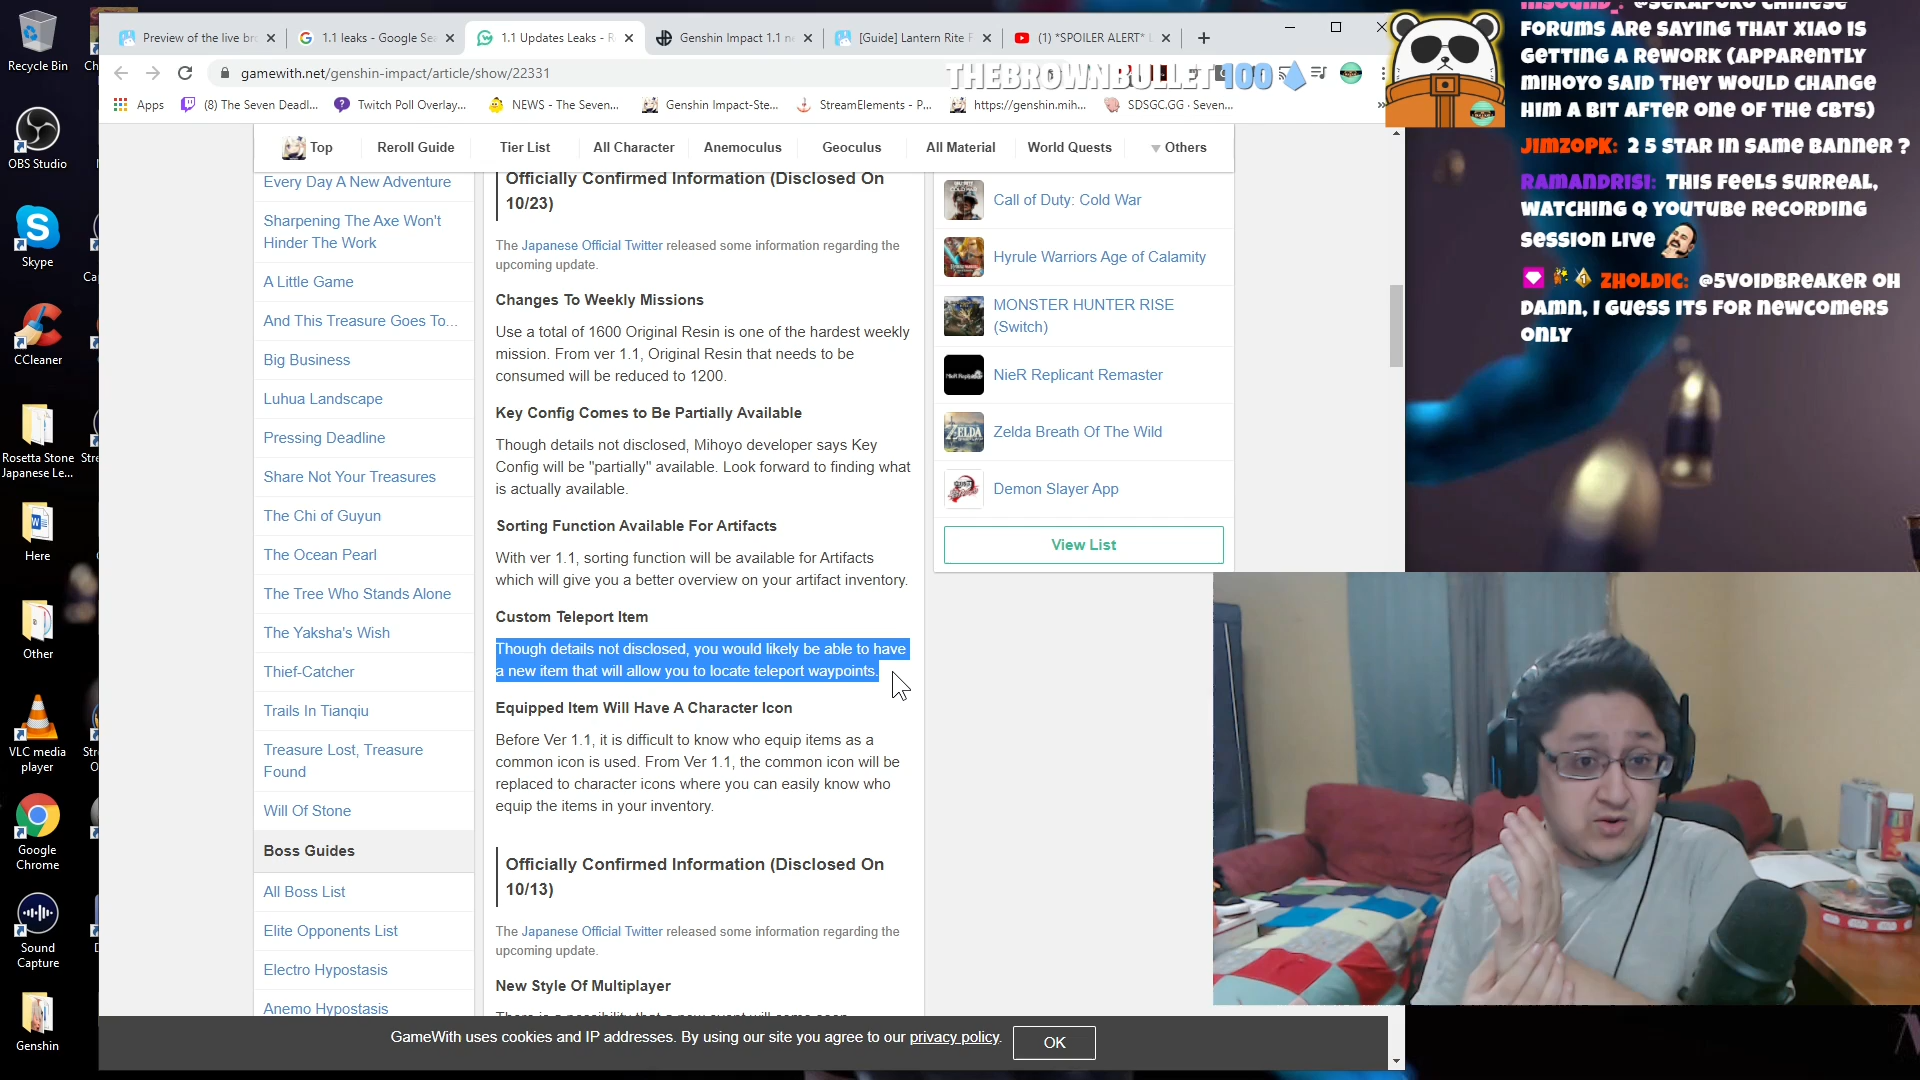 Recycle Bin
OBS Studio
Skype
CCleaner
Rosetta Stone
Japanese Le...
Here
Other
VLC media
player
Google
Chrome
Sound
Capture
Genshin
Preview of the live br
1.1 leaks - Google Se
1.1 Updates Leaks - R
Genshin Impact 1.1 n
[Guide] Lantern Rite F
(1) *SPOILER ALERT*
gamewith.net/genshin-impact/article/show/22331
THEBROWNBULLET 100
Apps
(8) The Seven Deadl...
Twitch Poll Overlay...
NEWS - The Seven...
Genshin Impact-Ste...
StreamElements - P...
https://genshin.mih...
SDSGC.GG · Seven...
Top
Reroll Guide
Tier List
All Character
Anemoculus
Geoculus
All Material
World Quests
Others
Every Day A New Adventure
Sharpening The Axe Won't
Hinder The Work
A Little Game
And This Treasure Goes To...
Big Business
Luhua Landscape
Pressing Deadline
Share Not Your Treasures
The Chi of Guyun
The Ocean Pearl
The Tree Who Stands Alone
The Yaksha's Wish
Thief-Catcher
Trails In Tianqiu
Treasure Lost, Treasure
Found
Will Of Stone
Boss Guides
All Boss List
Elite Opponents List
Electro Hypostasis
Anemo Hypostasis
Officially Confirmed Information (Disclosed On
10/23)
The Japanese Official Twitter released some information regarding the
upcoming update.
Changes To Weekly Missions
Use a total of 1600 Original Resin is one of the hardest weekly
mission. From ver 1.1, Original Resin that needs to be
consumed will be reduced to 1200.
Key Config Comes to Be Partially Available
Though details not disclosed, Mihoyo developer says Key
Config will be "partially" available. Look forward to finding what
is actually available.
Sorting Function Available For Artifacts
With ver 1.1, sorting function will be available for Artifacts
which will give you a better overview on your artifact inventory.
Custom Teleport Item
Though details not disclosed, you would likely be able to have
a new item that will allow you to locate teleport waypoints.
Equipped Item Will Have A Character Icon
Before Ver 1.1, it is difficult to know who equip items as a
common icon is used. From Ver 1.1, the common icon will be
replaced to character icons where you can easily know who
equip the items in your inventory.
Officially Confirmed Information (Disclosed On
10/13)
The Japanese Official Twitter released some information regarding the
upcoming update.
New Style Of Multiplayer
Call of Duty: Cold War
Hyrule Warriors Age of Calamity
MONSTER HUNTER RISE
(Switch)
NieR Replicant Remaster
Zelda Breath Of The Wild
Demon Slayer App
View List
GameWith uses cookies and IP addresses. By using our site you agree to our privacy policy.
OK
FORUMS ARE SAYING THAT XIAO IS
GETTING A REWORK (APPARENTLY
MIHOYO SAID THEY WOULD CHANGE
HIM A BIT AFTER ONE OF THE CBTS)
JIMZOPK: 2 5 STAR IN SAME BANNER ?
RAMANDRISI: THIS FEELS SURREAL,
WATCHING Q YOUTUBE RECORDING
SESSION LIVE
ZHOLDIC: @5VOIDBREAKER OH
DAMN, I GUESS ITS FOR NEWCOMERS
ONLY